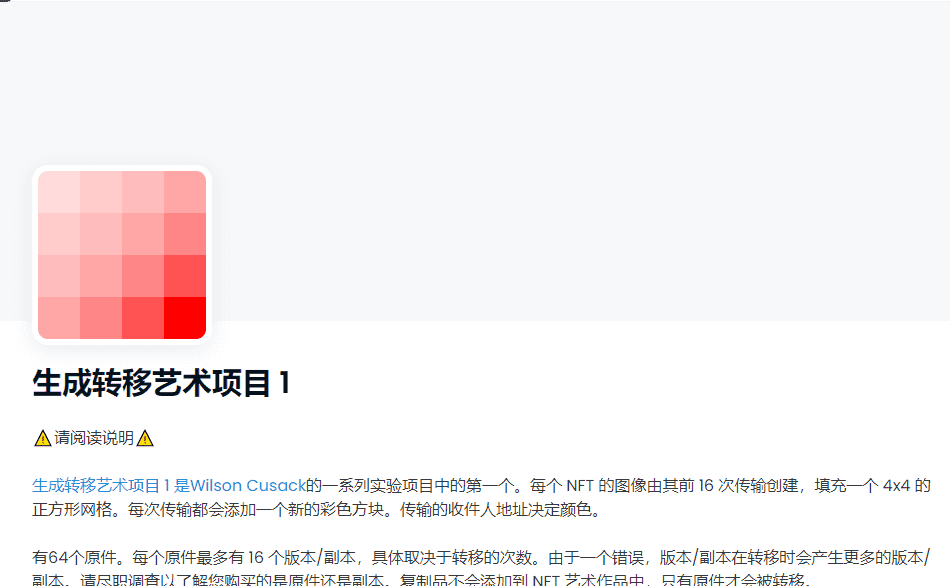 生成转移艺术项目 1
⚠️请阅读说明⚠️
生成转移艺术项目 1 是Wilson Cusack的一系列实验项目中的第一个。每个 NFT 的图像由其前 16 次传输创建，填充一个 4x4 的
正方形网格。每次传输都会添加一个新的彩色方块。传输的收件人地址决定颜色。
有64个原件。每个原件最多有 16 个版本/副本，具体取决于转移的次数。由于一个错误，版本/副本在转移时会产生更多的版本/
副本。请尽职调查以了解您购买的是原件还是副本。复制品不会添加到 NFT 艺术作品中，只有原件才会被转移。